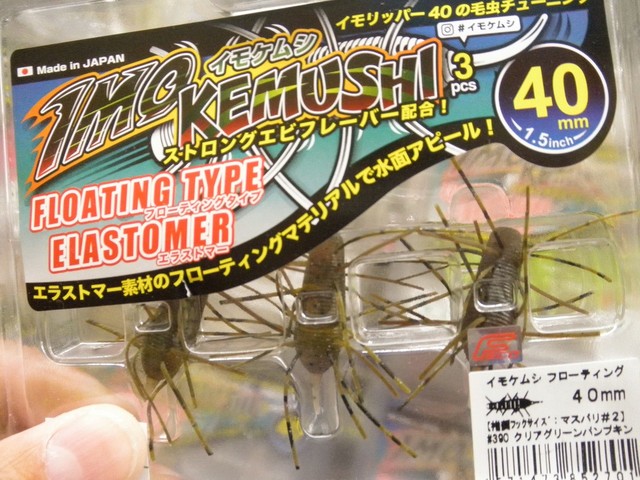 イモリッパー40の毛虫チューニング
#イモケムシ
Made in JAPAN
イモケムシ
IMO KEMUSHI
3
pcs
40
mm
1.5inch
ストロングエビフレーバー配合!
FLOATING TYPE
フローティングタイプ
ELASTOMER
エラストマー
エラストマー素材のフローティングマテリアルで水面アピール!
イモケムシ フローティング
40mm
【推奨フックサイズ:マスバリ#2】
#390 クリアグリーンパンプキン